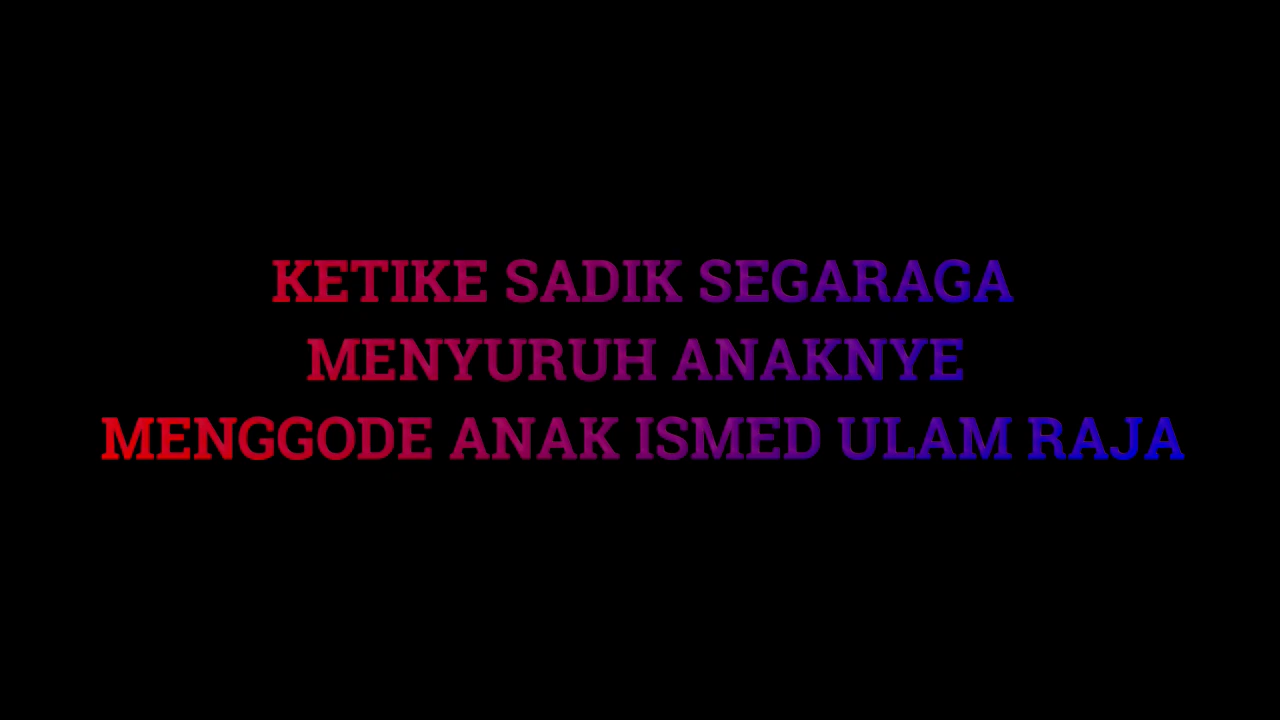 KETIKE SADIK SEGARAGA
MENYURUH ANAKNYE
MENGGODE ANAK ISMED ULAM RAJA